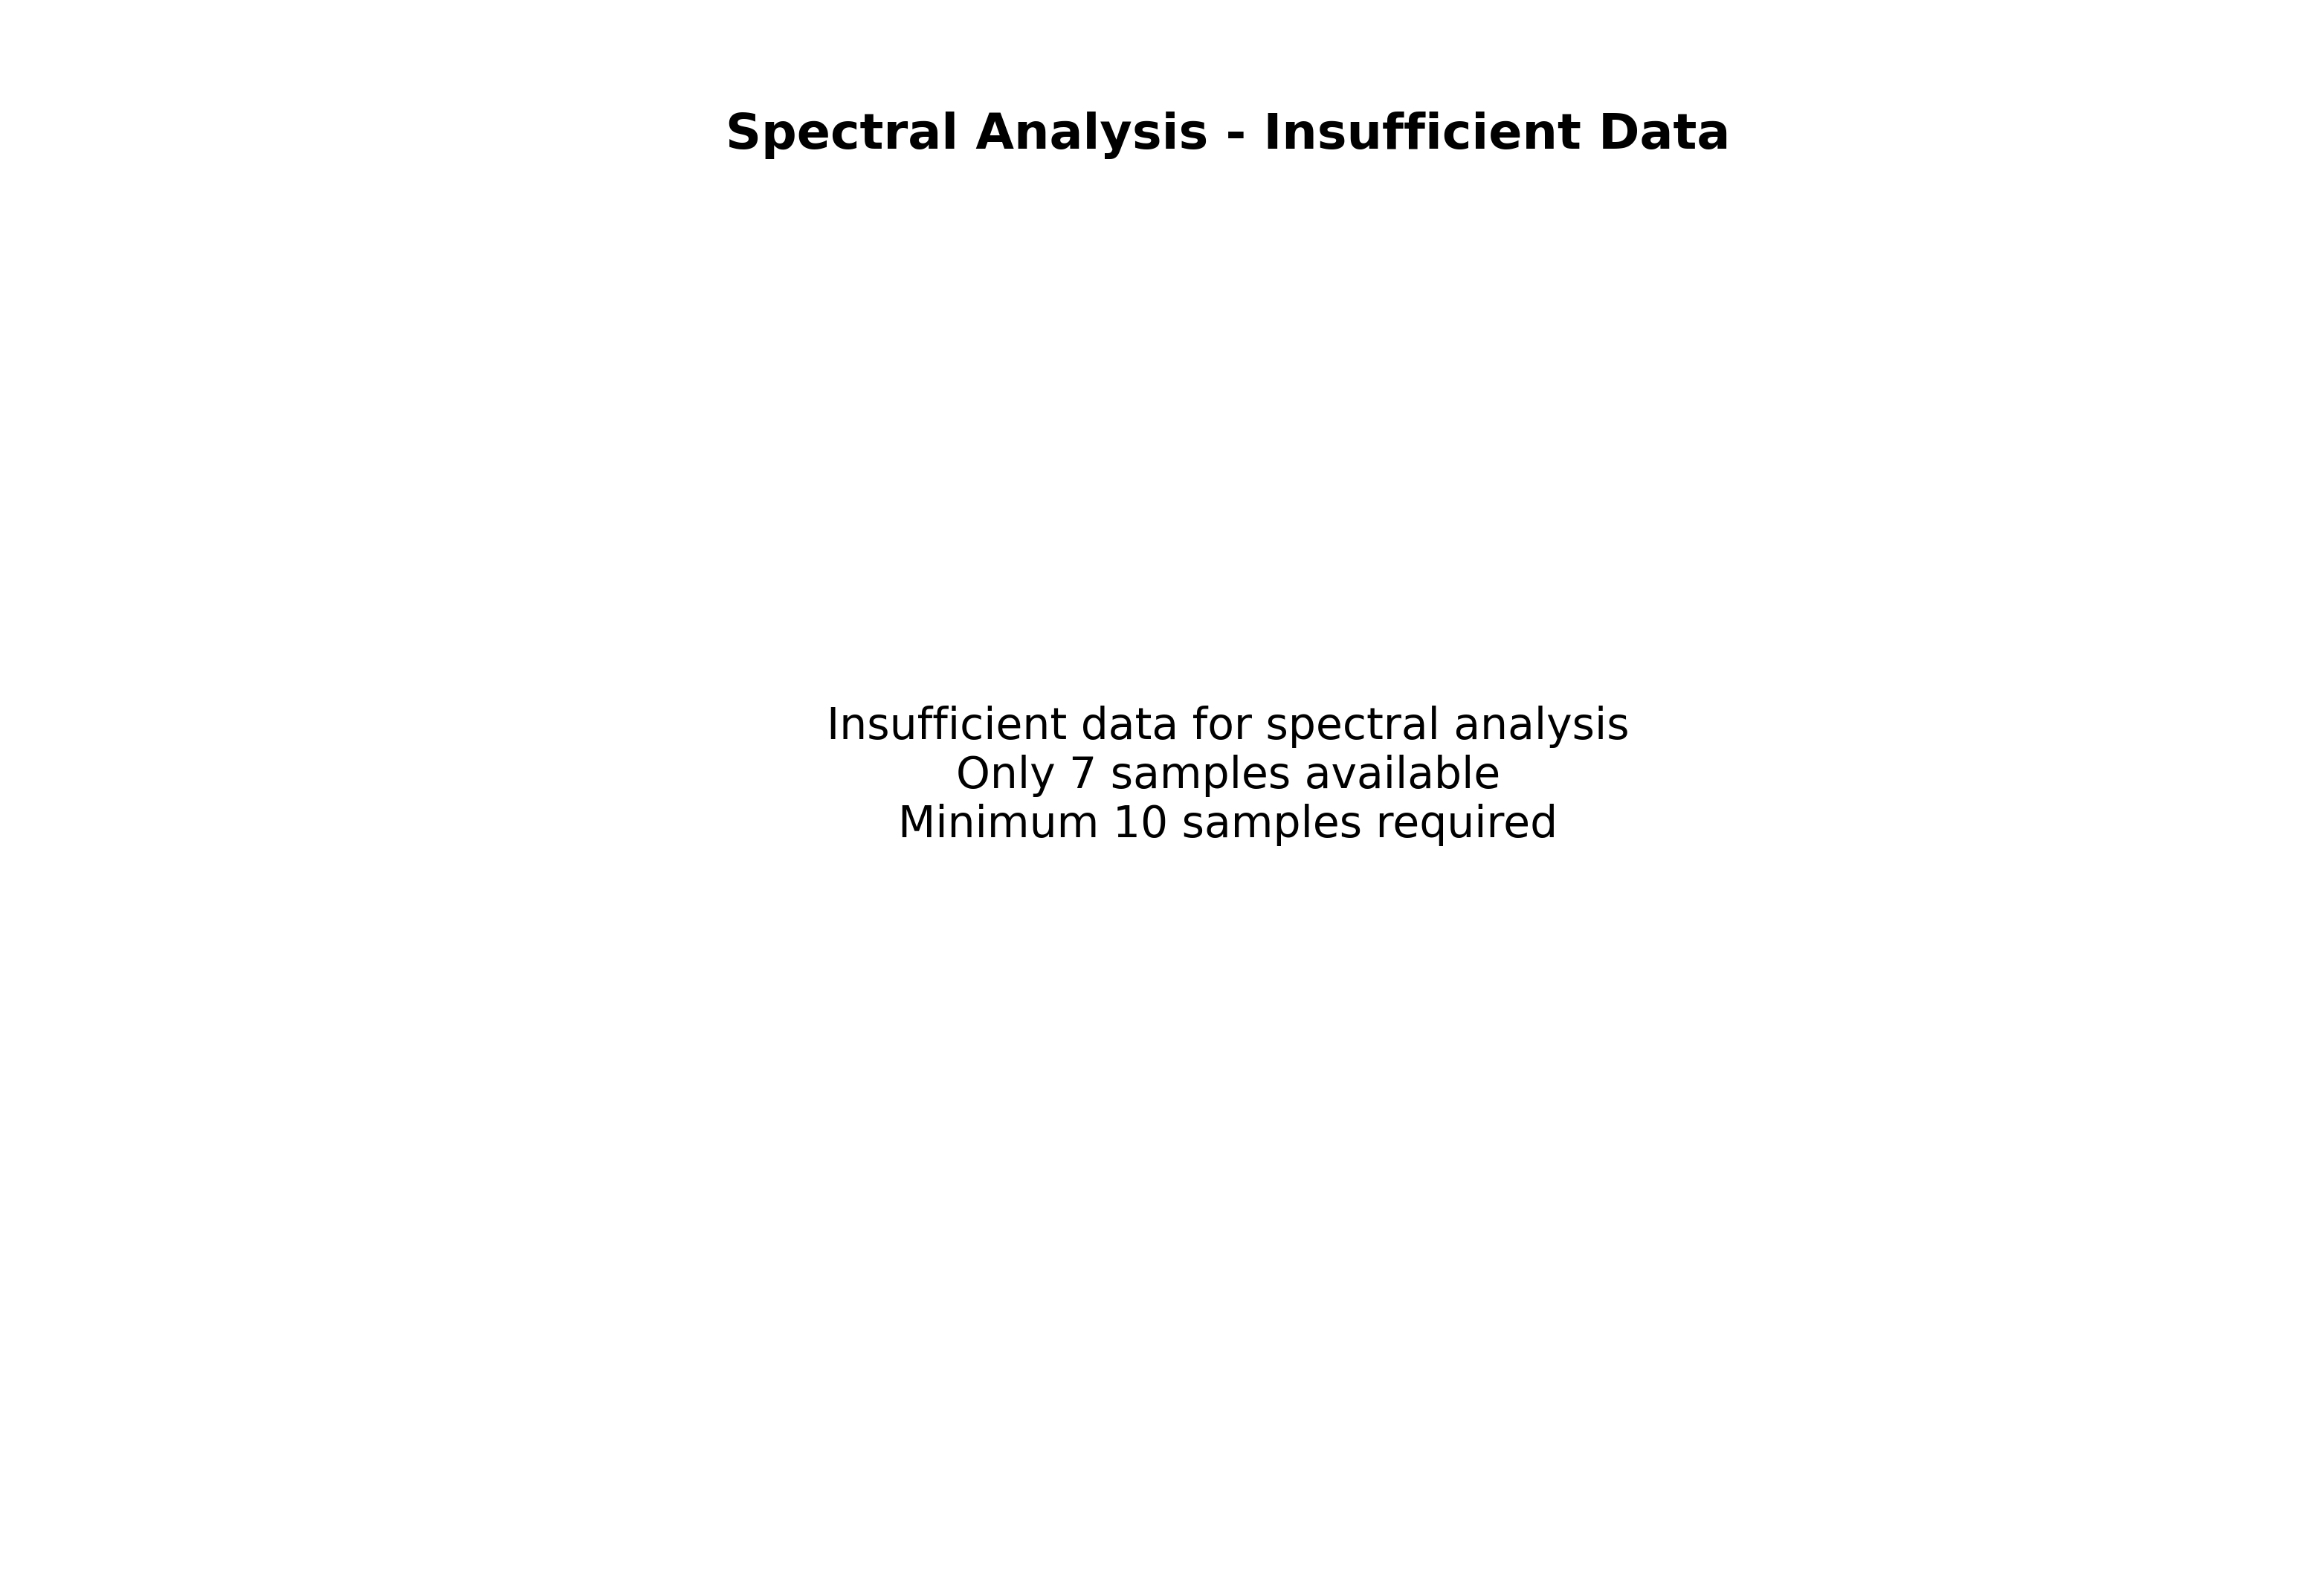 Spectral Analysis - Insufficient Data
Insufficient data for spectral analysis
Only 7 samples available
Minimum 10 samples required